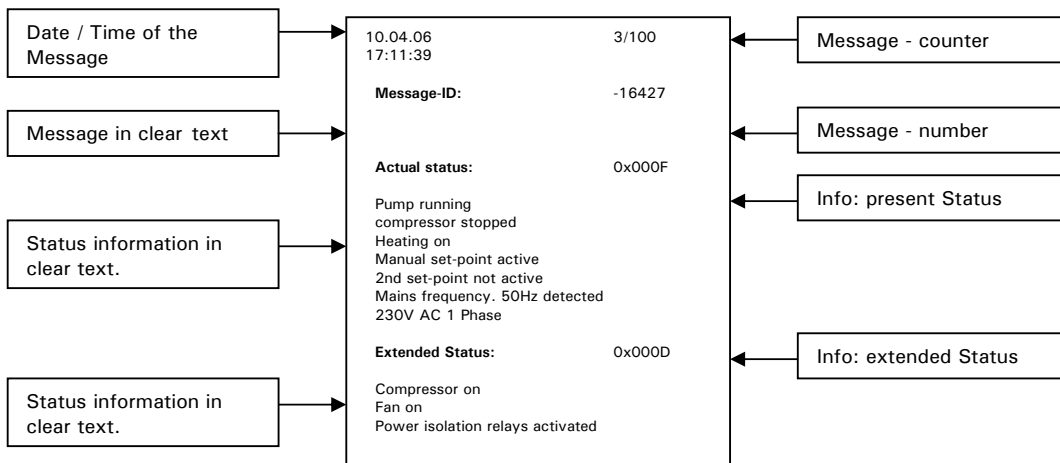 Date / Time of the
Message
10.04.06 3/100
17:11:39
Message - counter
Message-ID: -16427
Message in clear text
Message - number
Actual status: 0x000F
Info: present Status
Pump running
compressor stopped
Heating on
Manual set-point active
2nd set-point not active
Mains frequency. 50Hz detected
230V AC 1 Phase
Status information in
clear text.
Extended Status: 0x000D
Info: extended Status
Compressor on
Fan on
Power isolation relays activated
Status information in
clear text.